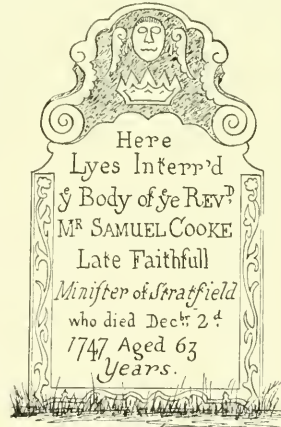 Here
Lyes Interr'd
yᵉ Body of yᵉ REVᴰ.
Mᴿ SAMUEL COOKE
Late Faithfull
Miniſter of Stratfield
who died Decbr. 2d.
1747 Aged 63
Years.